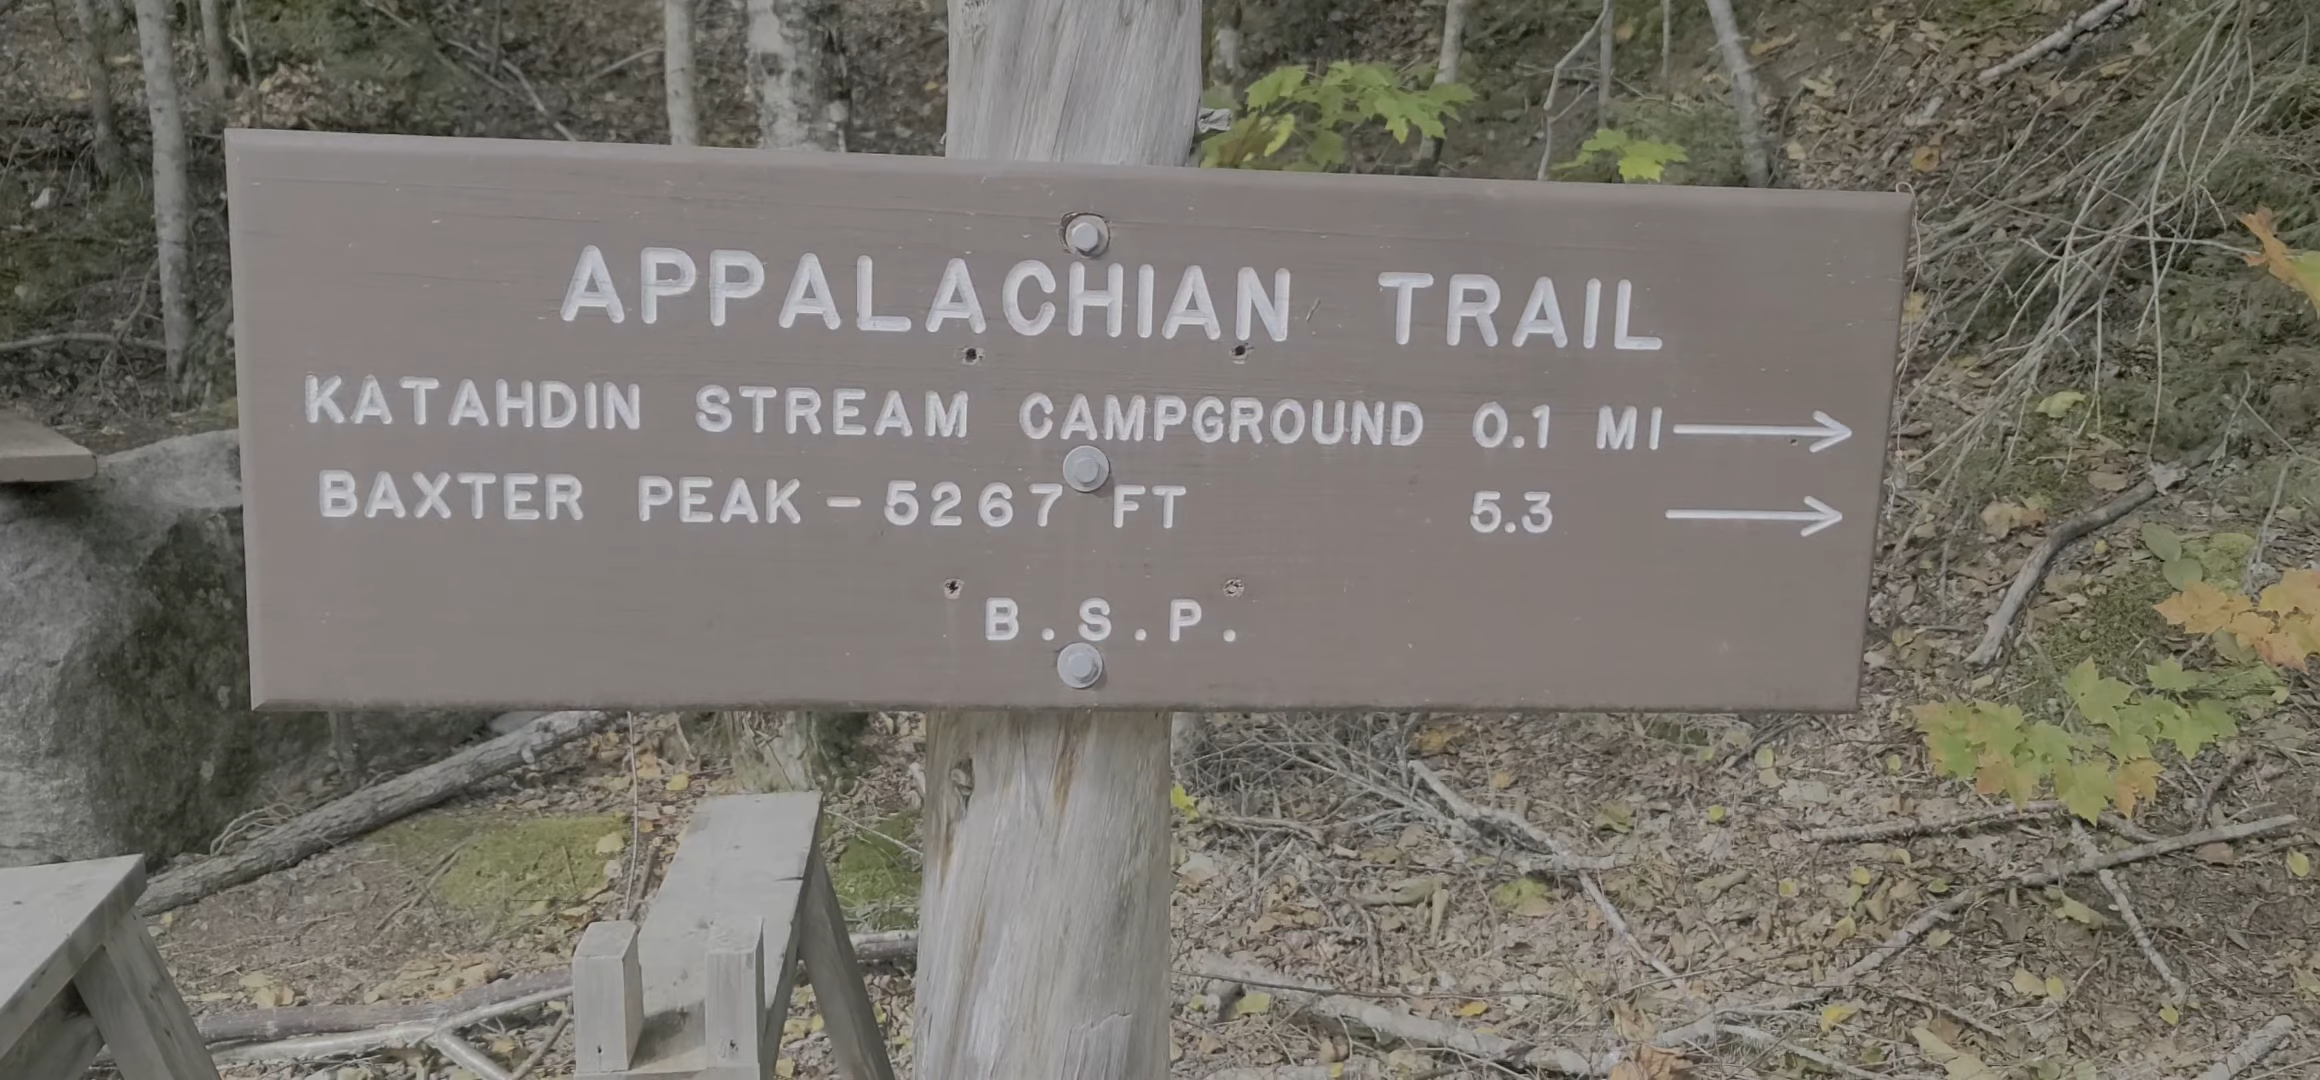 APPALACHIAN TRAIL
KATAHDIN STREAM CAMPGROUND 0.1 MI →
BAXTER PEAK - 5267 FT 5.3 →
B.S.P.